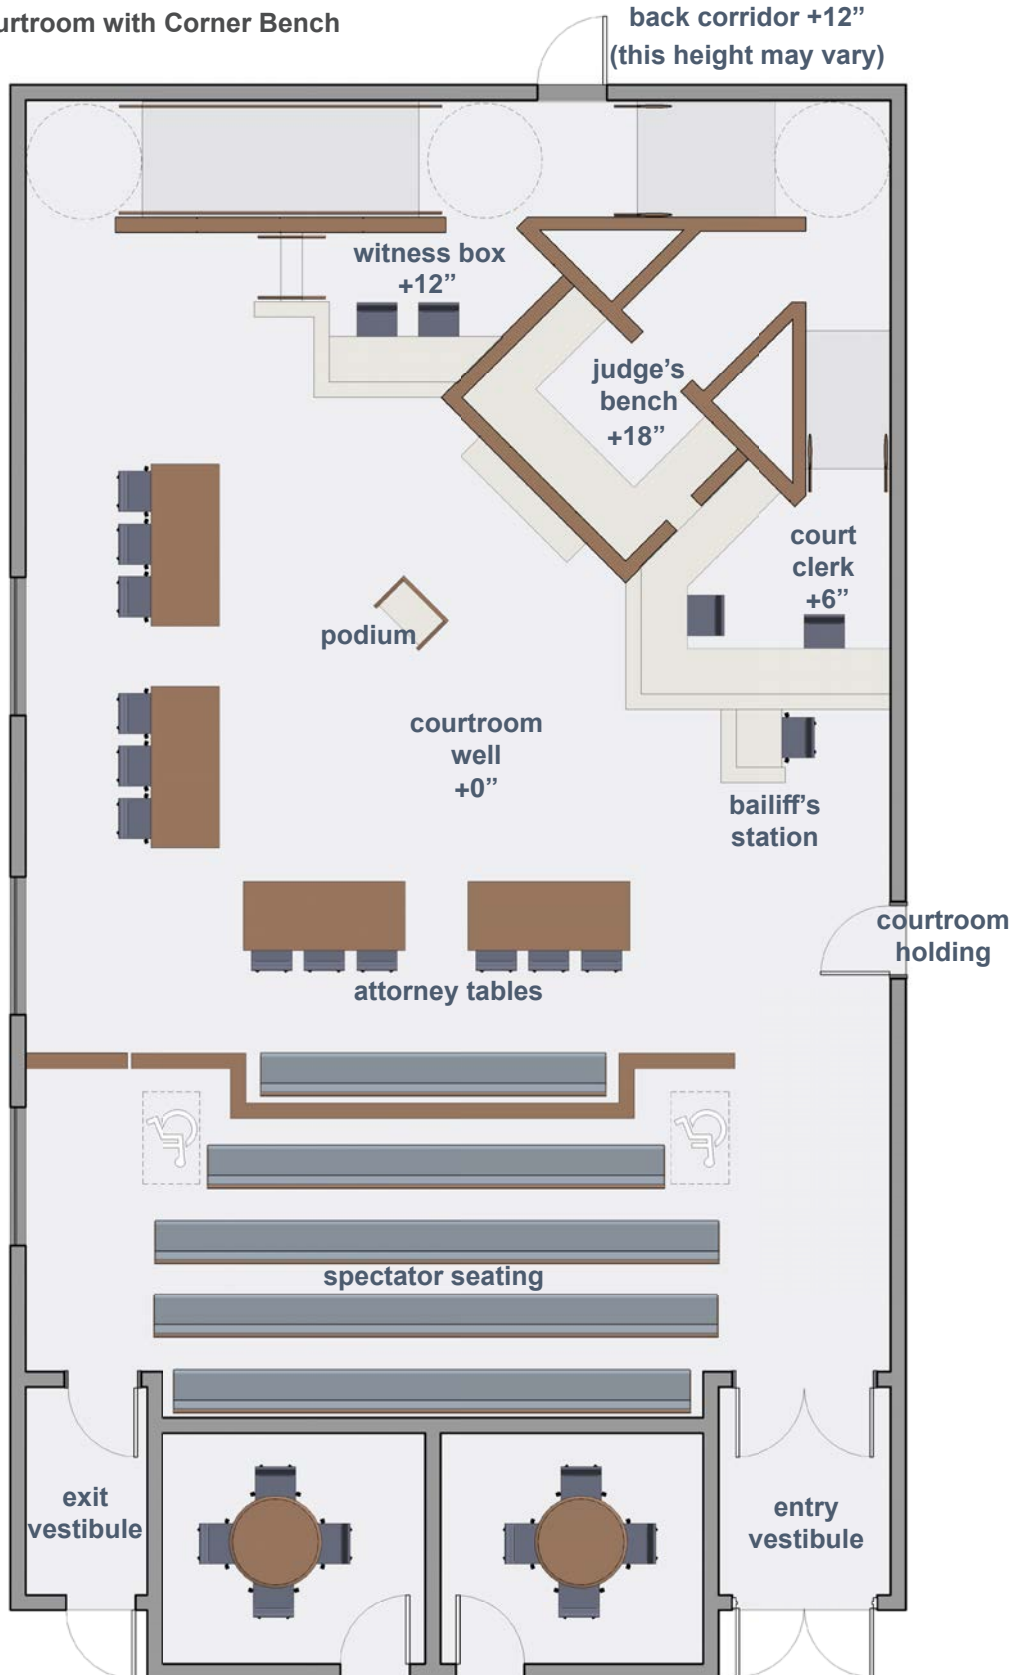 urtroom with Corner Bench
back corridor +12”
(this height may vary)
witness box
+12”
judge's
bench
+18”
court
clerk
+6”
podium
courtroom
well
+0”
bailiff's
station
courtroom
holding
attorney tables
spectator seating
exit
vestibule
entry
vestibule